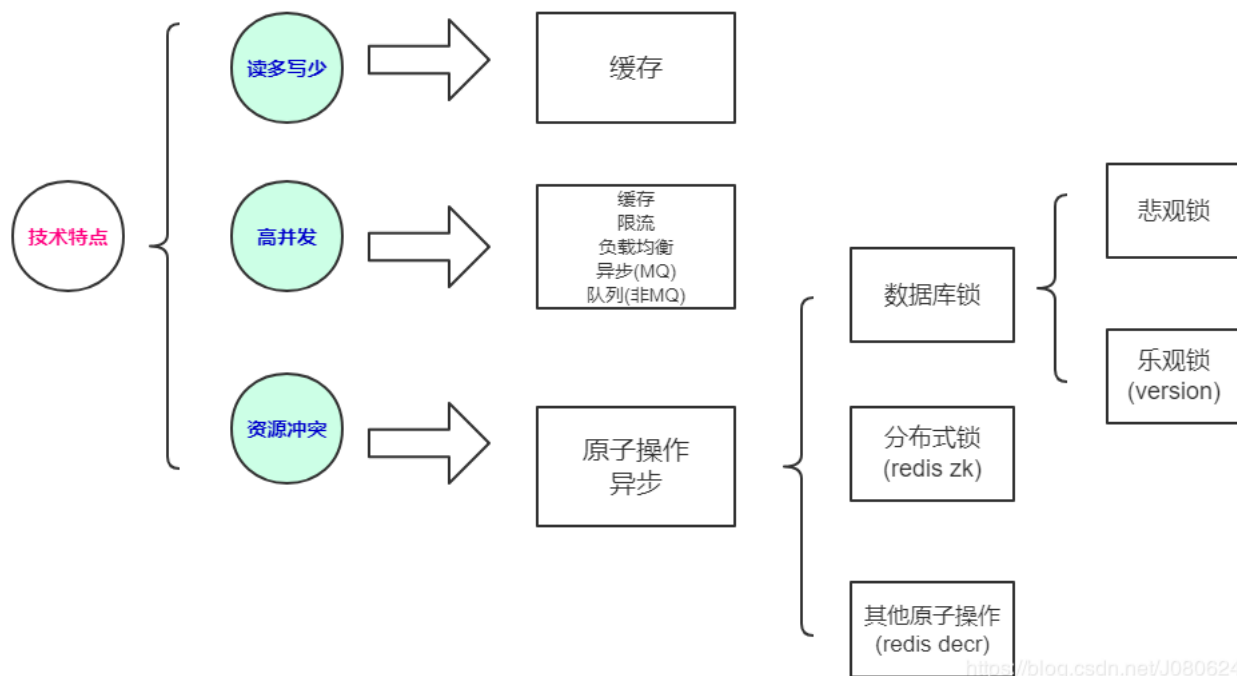 技术特点
读多写少
缓存
高并发
缓存
限流
负载均衡
异步(MQ)
队列(非MQ)
资源冲突
原子操作
异步
数据库锁
悲观锁
乐观锁
(version)
分布式锁
(redis zk)
其他原子操作
(redis decr)
https://blog.csdn.net/J080624